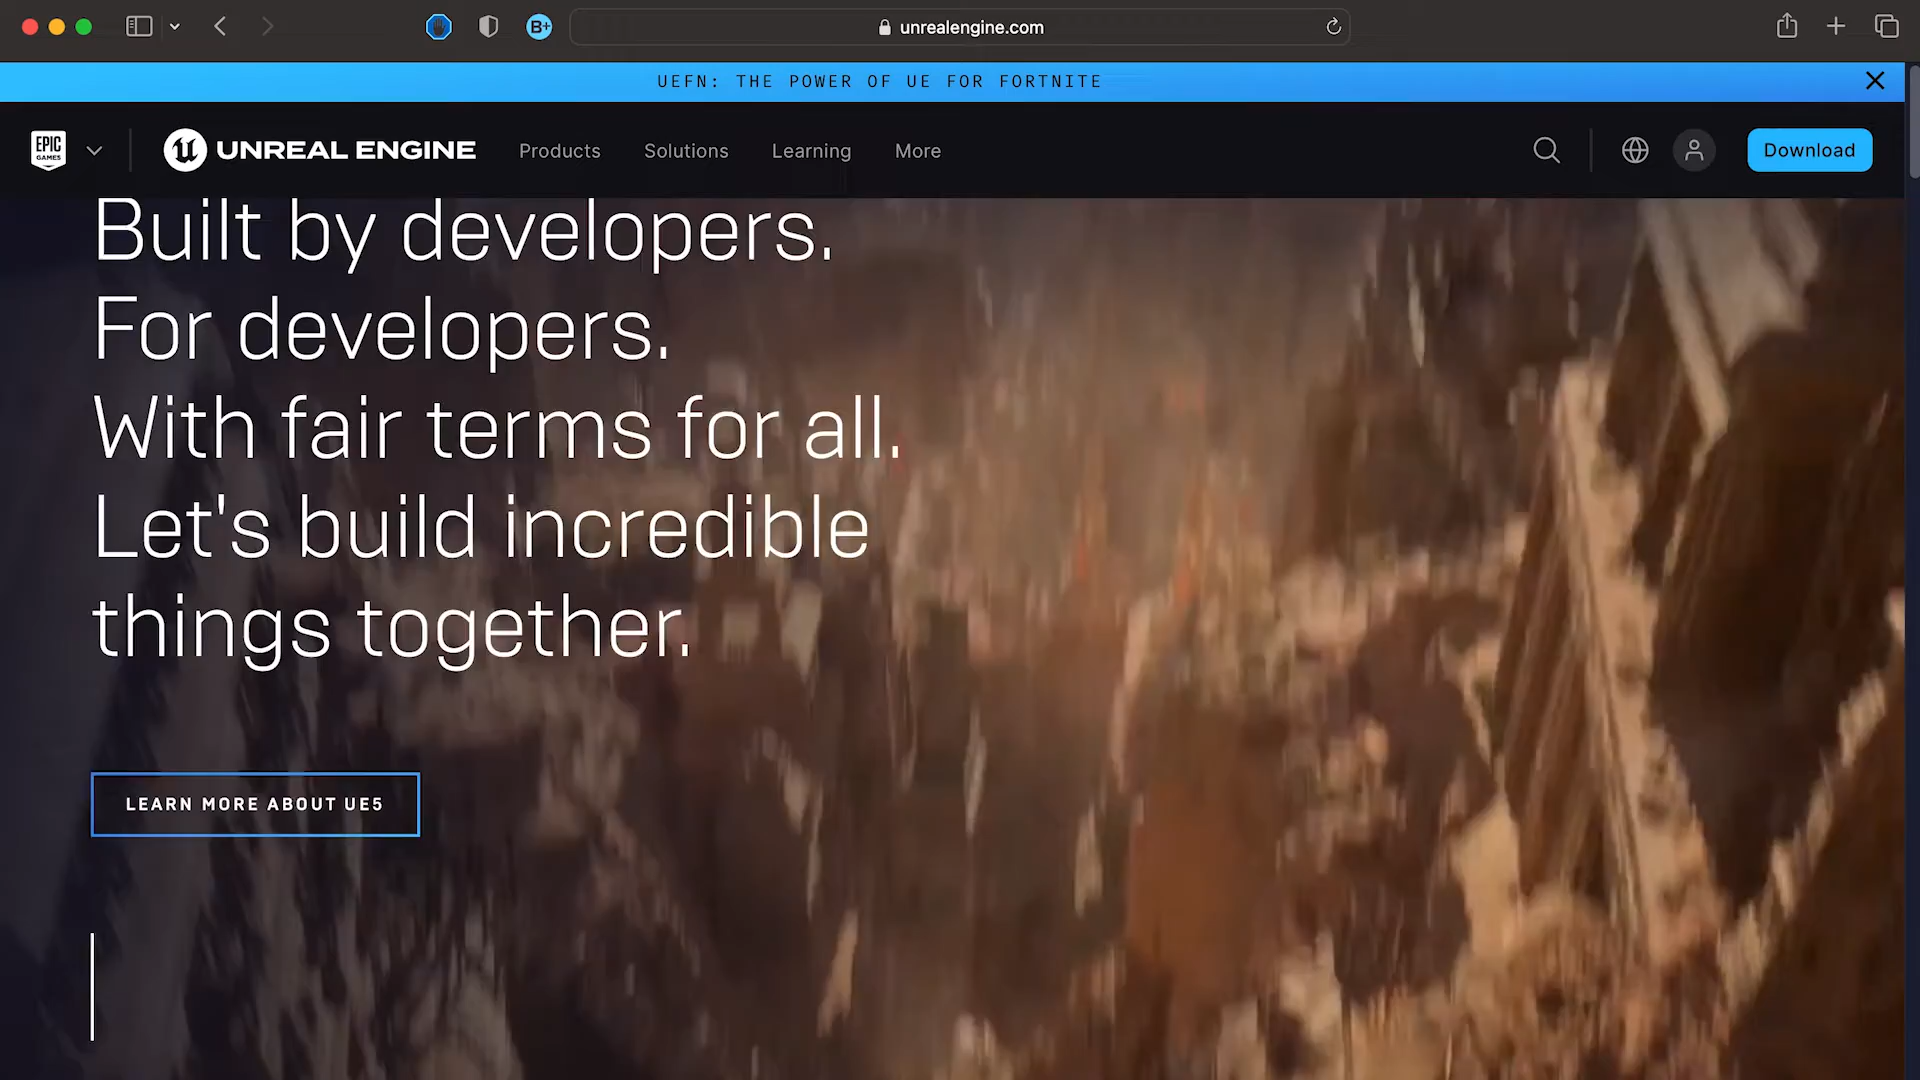 B+
unrealengine.com
UEFN: THE POWER OF UE FOR FORTNITE
EPIC
GAMES
UNREAL ENGINE
Products
Solutions
Learning
More
Download
Built by developers.
For developers.
With fair terms for all.
Let's build incredible
things together.
LEARN MORE ABOUT UE5